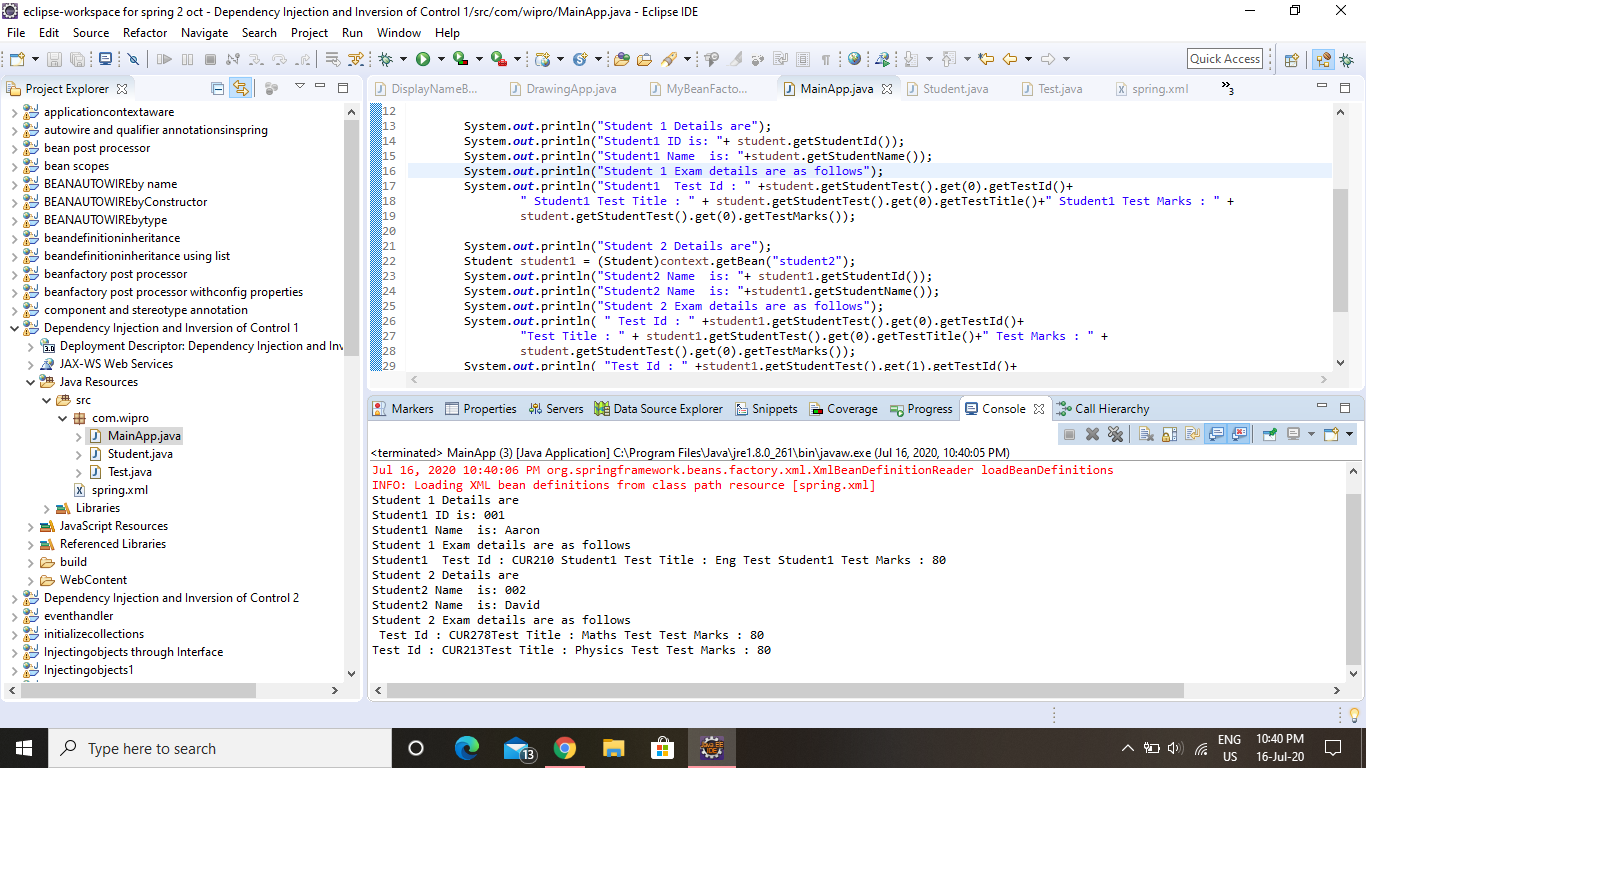 eclipse-workspace for spring 2 oct - Dependency Injection and Inversion of Control 1/src/com/wipro/MainApp.java - Eclipse IDE
File Edit Source Refactor Navigate Search Project Run Window Help
Quick Access
Project Explorer
applicationcontextaware
autowire and qualifier annotationsinspring
bean post processor
bean scopes
BEANAUTOWIREby name
BEANAUTOWIREbyConstructor
BEANAUTOWIREbytype
beandefinitioninheritance
beandefinitioninheritance using list
beanfactory post processor
beanfactory post processor withconfig properties
component and stereotype annotation
Dependency Injection and Inversion of Control 1
Deployment Descriptor: Dependency Injection and Inv
JAX-WS Web Services
Java Resources
src
com.wipro
MainApp.java
Student.java
Test.java
spring.xml
Libraries
JavaScript Resources
Referenced Libraries
build
WebContent
Dependency Injection and Inversion of Control 2
eventhandler
initializecollections
Injectingobjects through Interface
Injectingobjects1
DisplayNameB... DrawingApp.java MyBeanFacto... MainApp.java Student.java Test.java spring.xml »3
12
13 System.out.println("Student 1 Details are");
14 System.out.println("Student1 ID is: "+ student.getStudentId());
15 System.out.println("Student1 Name  is: "+student.getStudentName());
16 System.out.println("Student 1 Exam details are as follows");
17 System.out.println("Student1  Test Id : " +student.getStudentTest().get(0).getTestId()+
18 " Student1 Test Title : " + student.getStudentTest().get(0).getTestTitle()+" Student1 Test Marks : " +
19 student.getStudentTest().get(0).getTestMarks());
20
21 System.out.println("Student 2 Details are");
22 Student student1 = (Student)context.getBean("student2");
23 System.out.println("Student2 Name  is: "+ student1.getStudentId());
24 System.out.println("Student2 Name  is: "+student1.getStudentName());
25 System.out.println("Student 2 Exam details are as follows");
26 System.out.println( " Test Id : " +student1.getStudentTest().get(0).getTestId()+
27 "Test Title : " + student1.getStudentTest().get(0).getTestTitle()+" Test Marks : " +
28 student.getStudentTest().get(0).getTestMarks());
29 System.out.println( "Test Id : " +student1.getStudentTest().get(1).getTestId()+
Markers Properties Servers Data Source Explorer Snippets Coverage Progress Console Call Hierarchy
<terminated> MainApp (3) [Java Application] C:\Program Files\Java\jre1.8.0_261\bin\javaw.exe (Jul 16, 2020, 10:40:05 PM)
Jul 16, 2020 10:40:06 PM org.springframework.beans.factory.xml.XmlBeanDefinitionReader loadBeanDefinitions
INFO: Loading XML bean definitions from class path resource [spring.xml]
Student 1 Details are
Student1 ID is: 001
Student1 Name  is: Aaron
Student 1 Exam details are as follows
Student1  Test Id : CUR210 Student1 Test Title : Eng Test Student1 Test Marks : 80
Student 2 Details are
Student2 Name  is: 002
Student2 Name  is: David
Student 2 Exam details are as follows
 Test Id : CUR278Test Title : Maths Test Test Marks : 80
Test Id : CUR213Test Title : Physics Test Test Marks : 80
Type here to search
13
ENG
US
10:40 PM
16-Jul-20